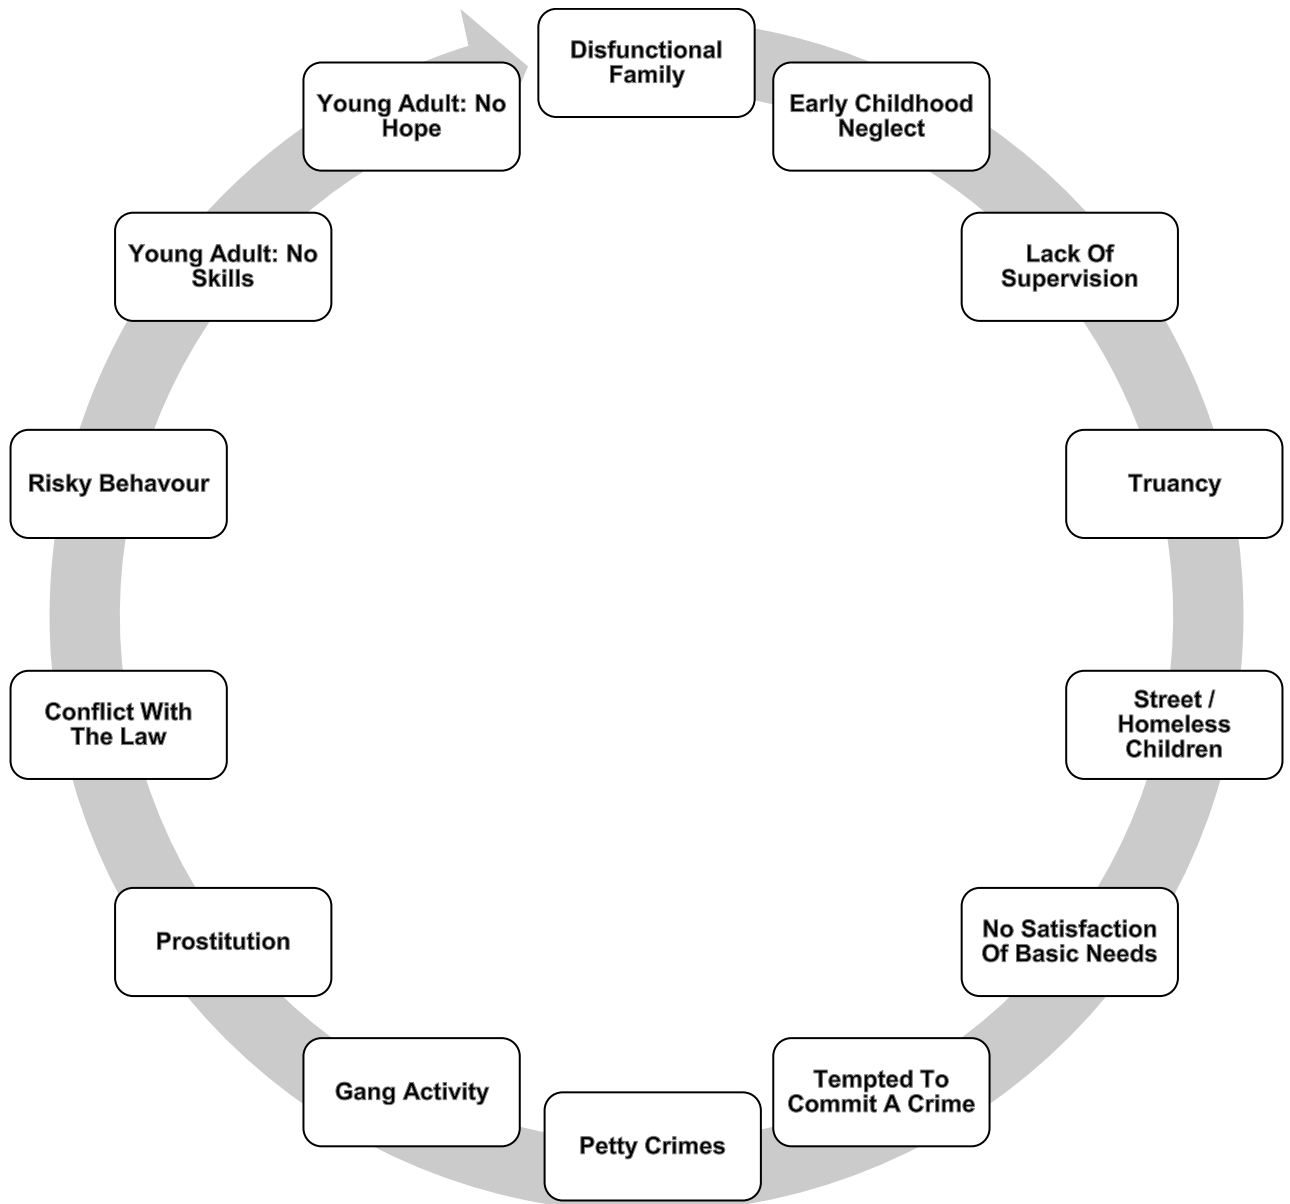 Disfunctional
Family
Early Childhood
Neglect
Lack Of
Supervision
Truancy
Street /
Homeless
Children
No Satisfaction
Of Basic Needs
Tempted To
Commit A Crime
Petty Crimes
Gang Activity
Prostitution
Conflict With
The Law
Risky Behavour
Young Adult: No
Skills
Young Adult: No
Hope